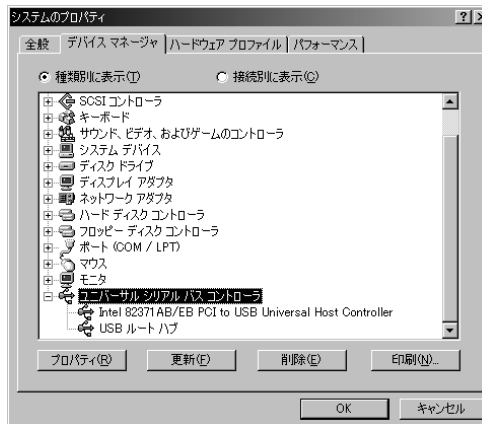 システムのプロパティ
全般 デバイス マネージャ ハードウェア プロファイル パフォーマンス
種類別に表示(T) 接続別に表示(C)
SCSI コントローラ
キーボード
サウンド、ビデオ、およびゲームのコントローラ
システム デバイス
ディスク ドライブ
ディスプレイ アダプタ
ネットワーク アダプタ
ハード ディスク コントローラ
フロッピー ディスク コントローラ
ポート (COM / LPT)
マウス
モニタ
ユニバーサル シリアル バス コントローラ
Intel 82371AB/EB PCI to USB Universal Host Controller
USB ルート ハブ
プロパティ(R) 更新(F) 削除(E) 印刷(N)...
OK キャンセル